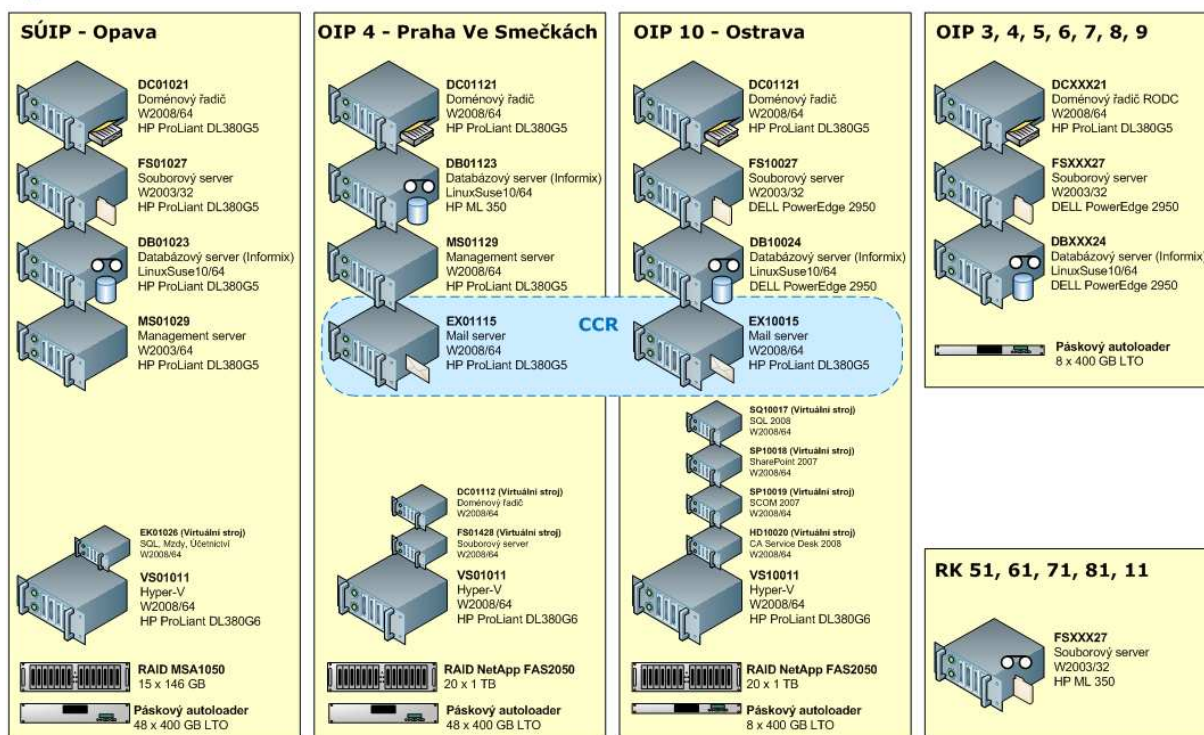 SÚIP - Opava
DC01021
Doménový řadič
W2008/64
HP ProLiant DL380G5
FS01027
Souborový server
W2003/32
HP ProLiant DL380G5
DB01023
Databázový server (Informix)
LinuxSuse10/64
HP ProLiant DL380G5
MS01029
Management server
W2003/64
HP ProLiant DL380G5
EK01026 (Virtuální stroj)
SQL, Mzdy, Účetnictví
W2008/64
VS01011
Hyper-V
W2008/64
HP ProLiant DL380G6
RAID MSA1050
15 x 146 GB
Páskový autoloader
48 x 400 GB LTO
OIP 4 - Praha Ve Smečkách
DC01121
Doménový řadič
W2008/64
HP ProLiant DL380G5
DB01123
Databázový server (Informix)
LinuxSuse10/64
HP ML 350
MS01129
Management server
W2008/64
HP ProLiant DL380G5
EX01115
Mail server
W2008/64
HP ProLiant DL380G5
CCR
DC01112 (Virtuální stroj)
Doménový řadič
W2008/64
FS01428 (Virtuální stroj)
Souborový server
W2008/64
VS01011
Hyper-V
W2008/64
HP ProLiant DL380G6
RAID NetApp FAS2050
20 x 1 TB
Páskový autoloader
48 x 400 GB LTO
OIP 10 - Ostrava
DC01121
Doménový řadič
W2008/64
HP ProLiant DL380G5
FS10027
Souborový server
W2003/32
DELL PowerEdge 2950
DB10024
Databázový server (Informix)
LinuxSuse10/64
DELL PowerEdge 2950
EX10015
Mail server
W2008/64
HP ProLiant DL380G5
SQ10017 (Virtuální stroj)
SQL 2008
W2008/64
SP10018 (Virtuální stroj)
SharePoint 2007
W2008/64
SP10019 (Virtuální stroj)
SCOM 2007
W2008/64
HD10020 (Virtuální stroj)
CA Service Desk 2008
W2008/64
VS10011
Hyper-V
W2008/64
HP ProLiant DL380G6
RAID NetApp FAS2050
20 x 1 TB
Páskový autoloader
8 x 400 GB LTO
OIP 3, 4, 5, 6, 7, 8, 9
DCXXX21
Doménový řadič RODC
W2008/64
HP ProLiant DL380G5
FSXXX27
Souborový server
W2003/32
DELL PowerEdge 2950
DBXXX24
Databázový server (Informix)
LinuxSuse10/64
DELL PowerEdge 2950
Páskový autoloader
8 x 400 GB LTO
RK 51, 61, 71, 81, 11
FSXXX27
Souborový server
W2003/32
HP ML 350